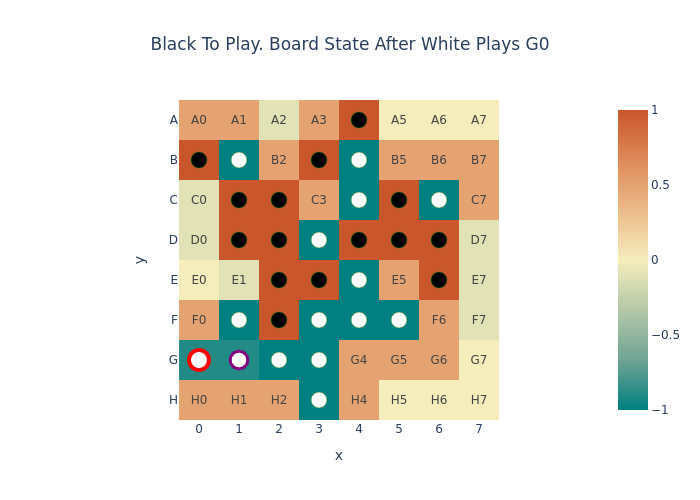 Black To Play. Board State After White Plays G0
A A0 A1 A2 A3 A5 A6 A7
B B2 B5 B6 B7
C C0 C3 C7
D D0 D7
E E0 E1 E5 E7
F F0 F6 F7
G G4 G5 G6 G7
H H0 H1 H2 H4 H5 H6 H7
0 1 2 3 4 5 6 7
x
y
1
0.5
0
−0.5
−1